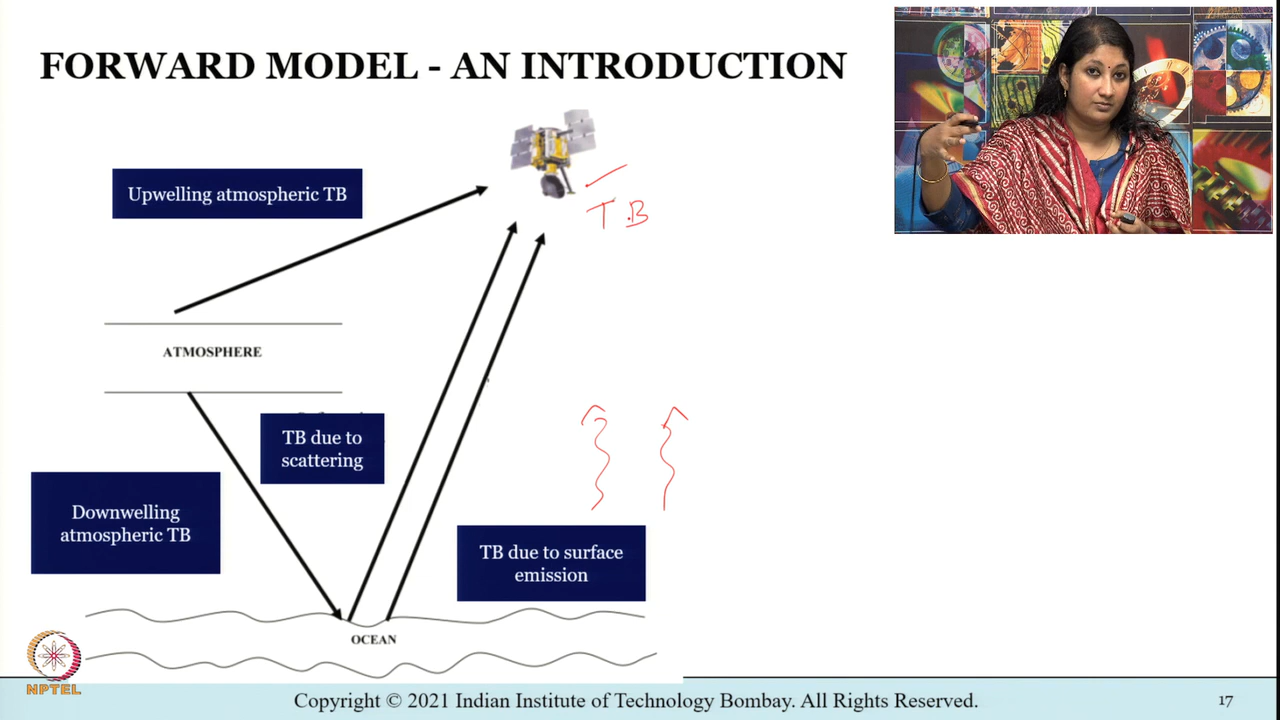 FORWARD MODEL - AN INTRODUCTION
Upwelling atmospheric TB
T.B
ATMOSPHERE
TB due to
scattering
Downwelling
atmospheric TB
TB due to surface
emission
OCEAN
NPTEL
Copyright © 2021 Indian Institute of Technology Bombay. All Rights Reserved.
17